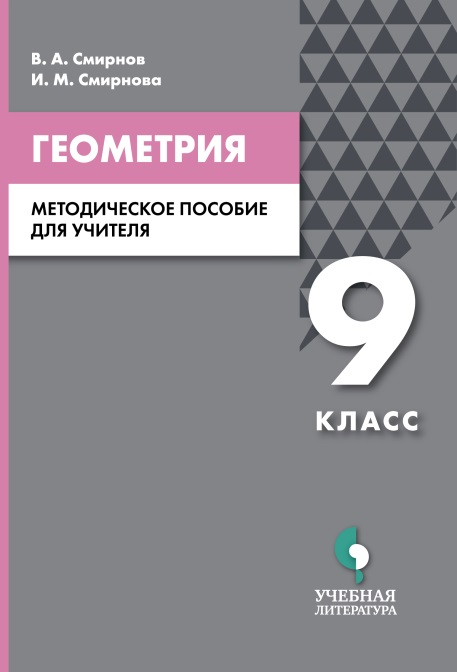 В. А. Смирнов
И. М. Смирнова
ГЕОМЕТРИЯ
МЕТОДИЧЕСКОЕ ПОСОБИЕ
ДЛЯ УЧИТЕЛЯ
9
КЛАСС
УЧЕБНАЯ
ЛИТЕРАТУРА